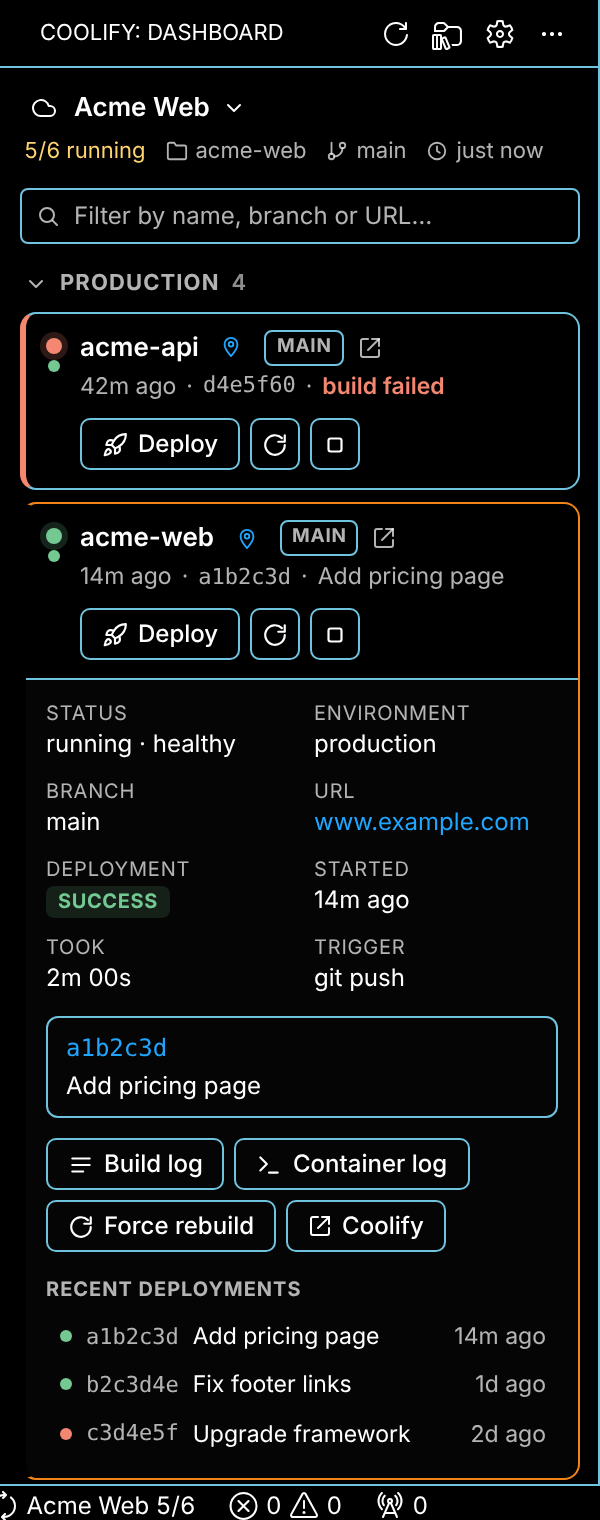 COOLIFY: DASHBOARD
Acme Web
5/6 running acme-web main just now
Filter by name, branch or URL...
PRODUCTION 4
acme-api MAIN
42m ago · d4e5f60 · build failed
Deploy
acme-web MAIN
14m ago · a1b2c3d · Add pricing page
Deploy
STATUS ENVIRONMENT
running · healthy production
BRANCH URL
main www.example.com
DEPLOYMENT STARTED
SUCCESS 14m ago
TOOK TRIGGER
2m 00s git push
a1b2c3d
Add pricing page
Build log Container log
Force rebuild Coolify
RECENT DEPLOYMENTS
a1b2c3d Add pricing page 14m ago
b2c3d4e Fix footer links 1d ago
c3d4e5f Upgrade framework 2d ago
Acme Web 5/6 0 0 0